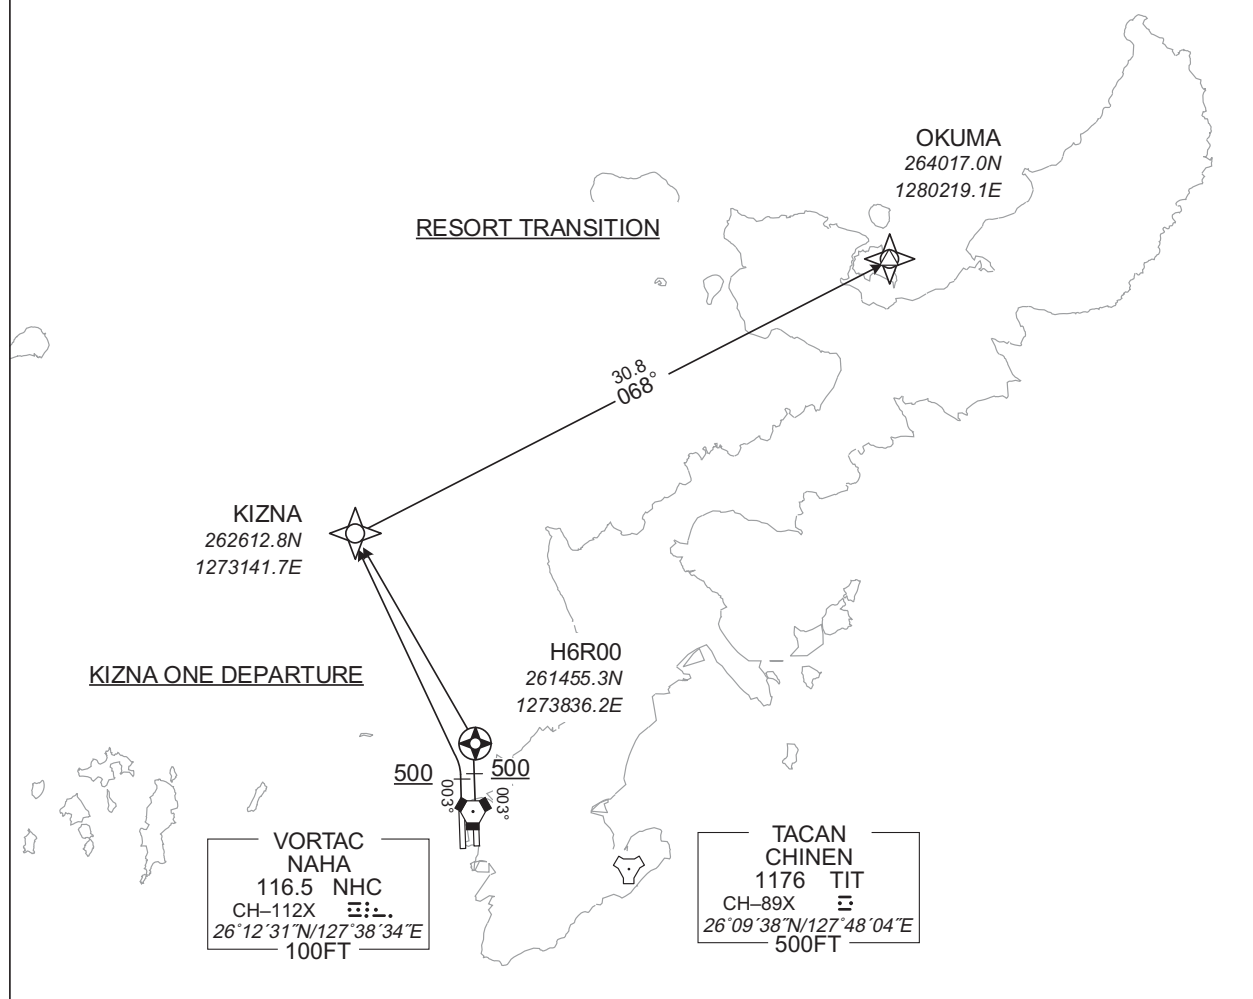 OKUMA
264017.0N
1280219.1E
RESORT TRANSITION
30.8
068°
KIZNA
262612.8N
1273141.7E
H6R00
261455.3N
1273836.2E
KIZNA ONE DEPARTURE
500
500
003°
003°
VORTAC
NAHA
116.5 NHC
CH–112X
26°12´31˝N/127°38´34˝E
100FT
TACAN
CHINEN
1176 TIT
CH–89X
26°09´38˝N/127°48´04˝E
500FT